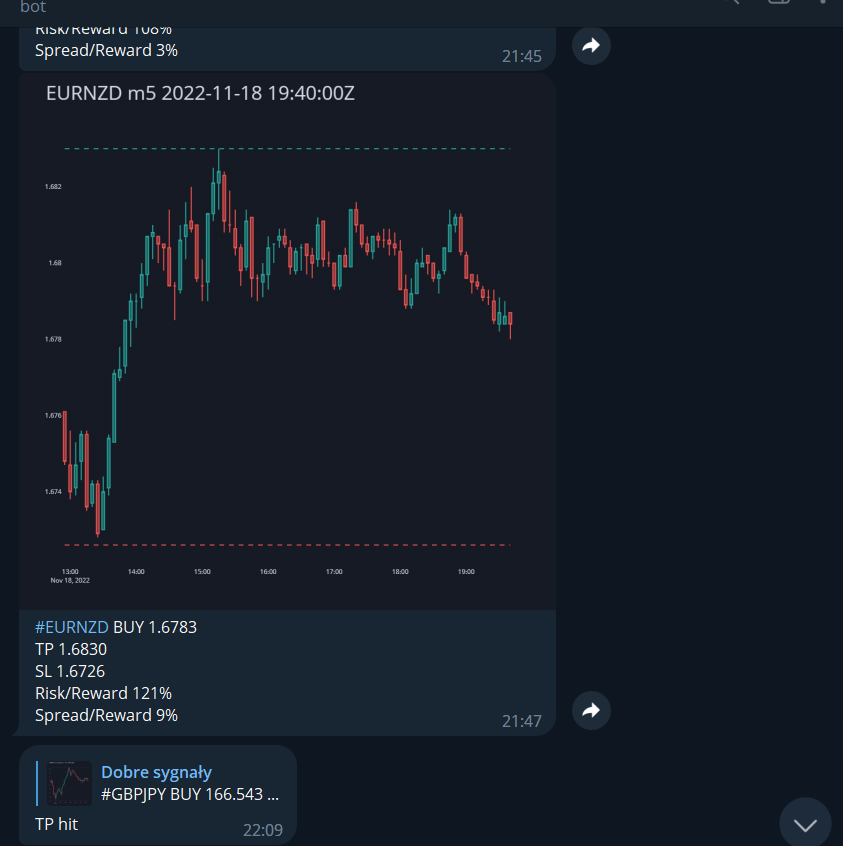 bot
Risk/Reward 108%
Spread/Reward 3%
21:45
EURNZD m5 2022-11-18 19:40:00Z
1.682
1.68
1.678
1.676
1.674
13:00 14:00 15:00 16:00 17:00 18:00 19:00
Nov 18, 2022
#EURNZD BUY 1.6783
TP 1.6830
SL 1.6726
Risk/Reward 121%
Spread/Reward 9%
21:47
Dobre sygnały
#GBPJPY BUY 166.543 ...
TP hit
22:09